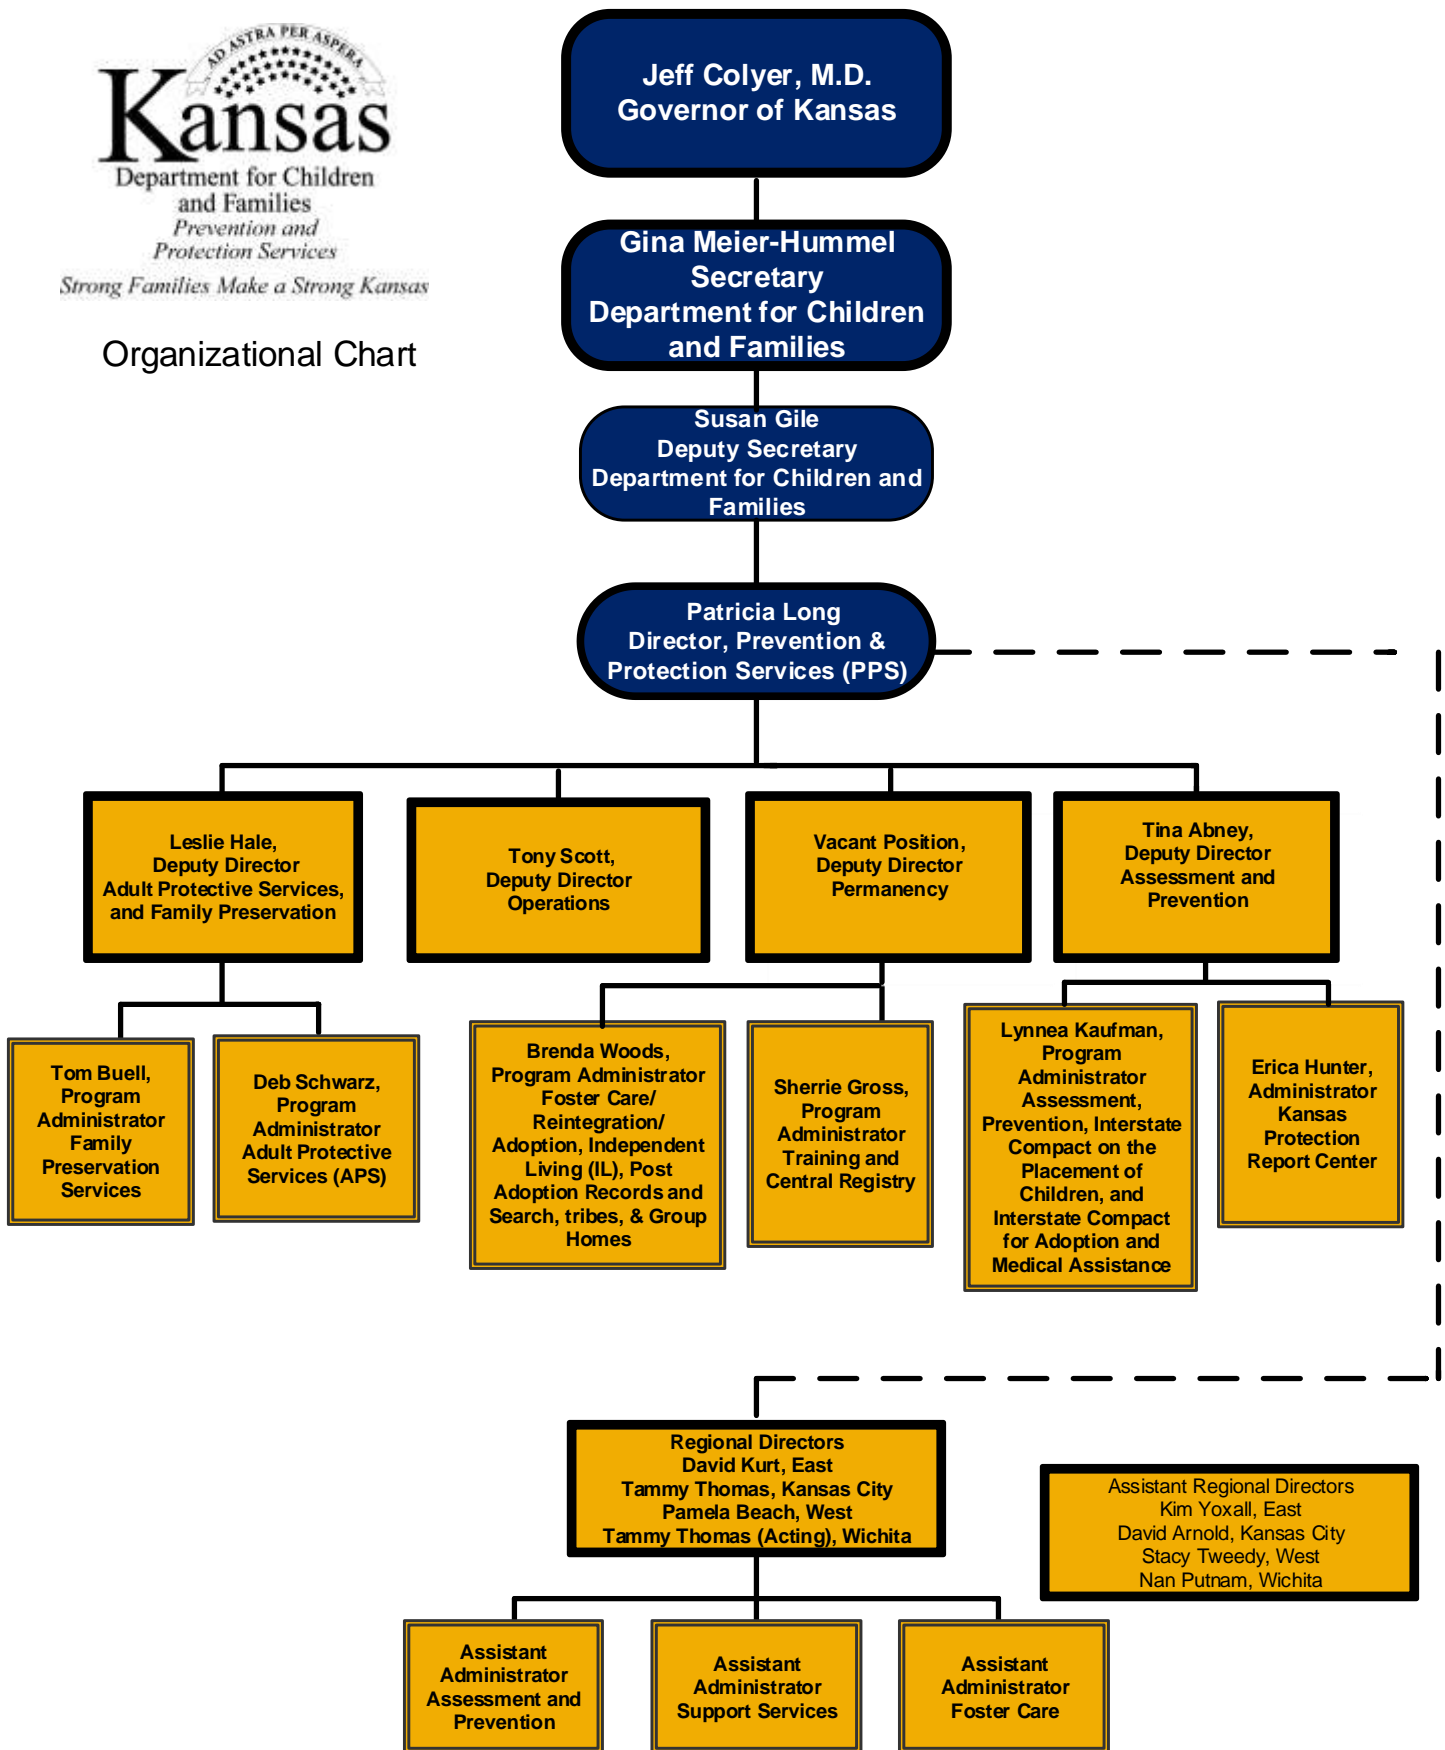 AD ASTRA PER ASPERA
Kansas
Department for Children
and Families
Prevention and
Protection Services
Strong Families Make a Strong Kansas
Organizational Chart
Jeff Colyer, M.D.
Governor of Kansas
Gina Meier-Hummel
Secretary
Department for Children
and Families
Susan Gile
Deputy Secretary
Department for Children and
Families
Patricia Long
Director, Prevention &
Protection Services (PPS)
Leslie Hale,
Deputy Director
Adult Protective Services,
and Family Preservation
Tony Scott,
Deputy Director
Operations
Vacant Position,
Deputy Director
Permanency
Tina Abney,
Deputy Director
Assessment and
Prevention
Tom Buell,
Program
Administrator
Family
Preservation
Services
Deb Schwarz,
Program
Administrator
Adult Protective
Services (APS)
Brenda Woods,
Program Administrator
Foster Care/
Reintegration/
Adoption, Independent
Living (IL), Post
Adoption Records and
Search, tribes, & Group
Homes
Sherrie Gross,
Program
Administrator
Training and
Central Registry
Lynnea Kaufman,
Program
Administrator
Assessment,
Prevention, Interstate
Compact on the
Placement of
Children, and
Interstate Compact
for Adoption and
Medical Assistance
Erica Hunter,
Administrator
Kansas
Protection
Report Center
Regional Directors
David Kurt, East
Tammy Thomas, Kansas City
Pamela Beach, West
Tammy Thomas (Acting), Wichita
Assistant Regional Directors
Kim Yoxall, East
David Arnold, Kansas City
Stacy Tweedy, West
Nan Putnam, Wichita
Assistant
Administrator
Assessment and
Prevention
Assistant
Administrator
Support Services
Assistant
Administrator
Foster Care